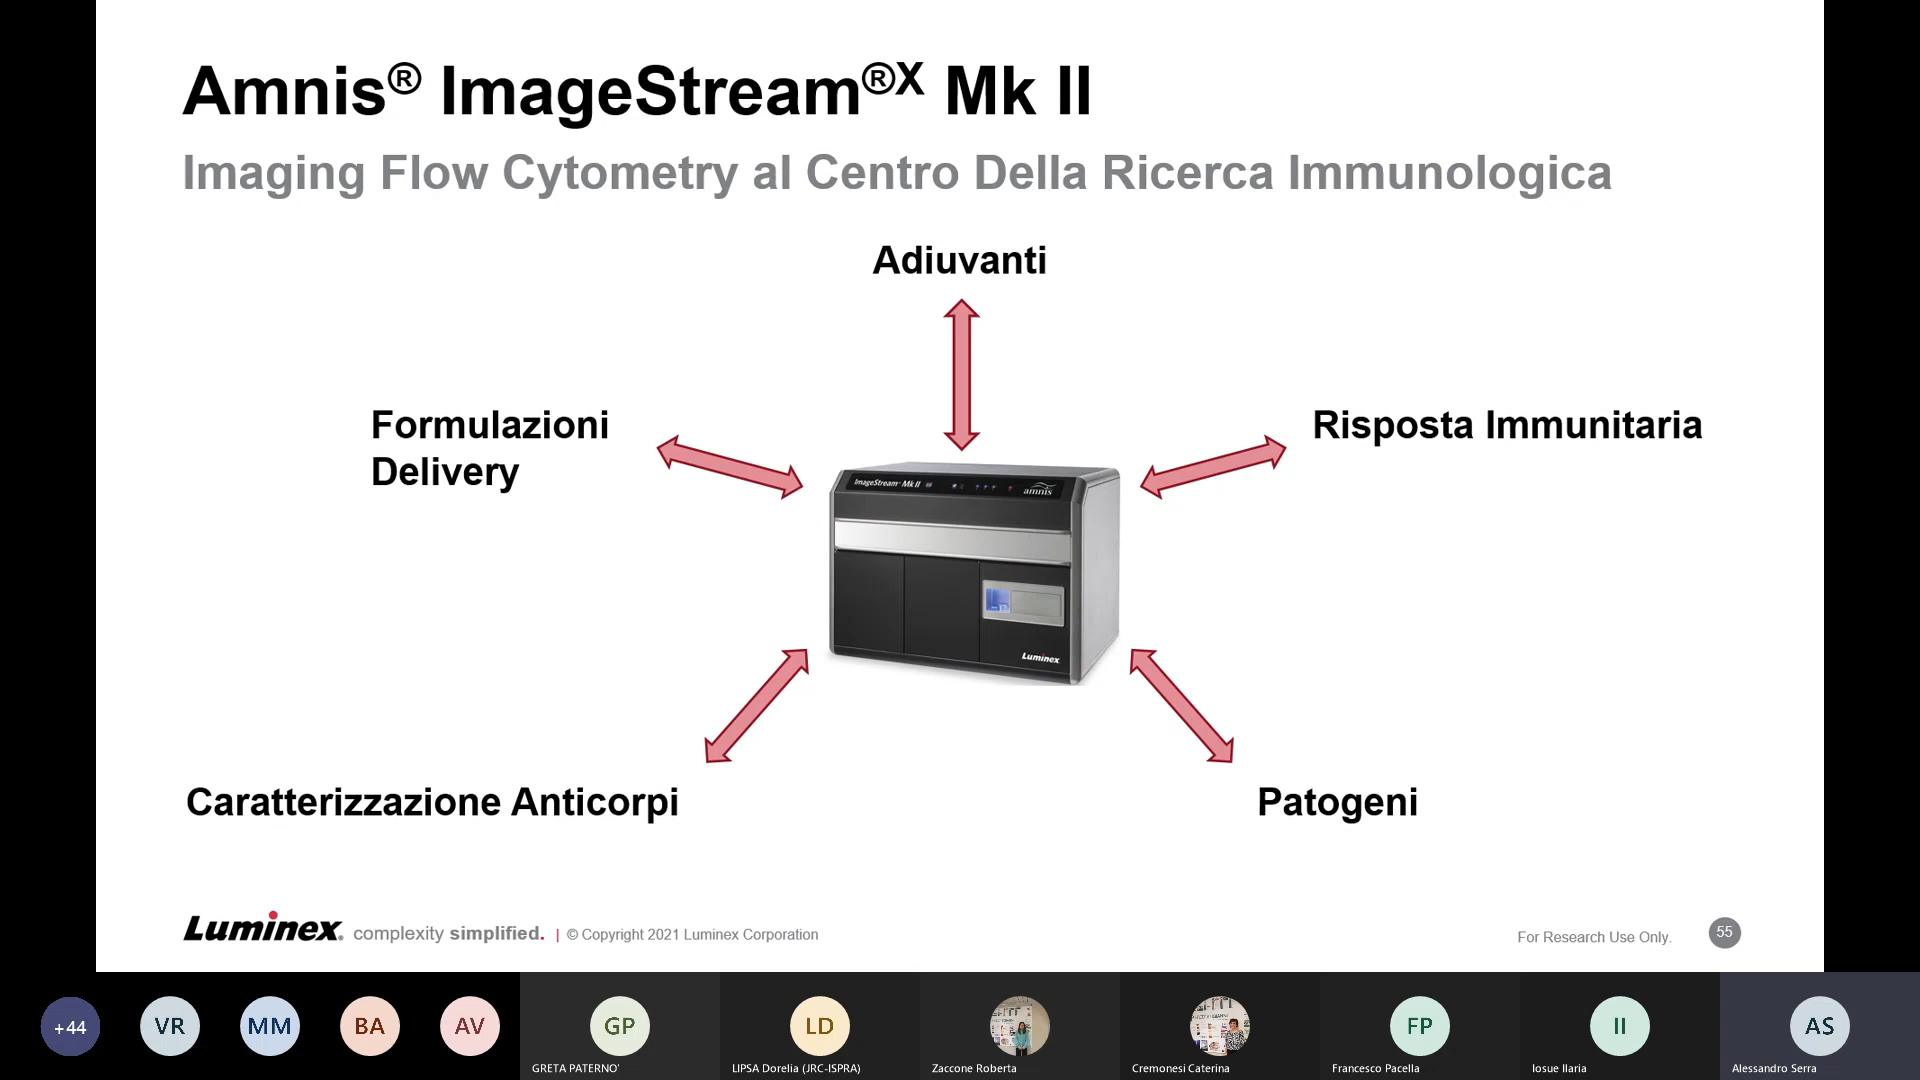 Amnis® ImageStream®X Mk II
Imaging Flow Cytometry al Centro Della Ricerca Immunologica
Adiuvanti
Formulazioni
Delivery
Risposta Immunitaria
ImageStream Mk II
amnis
Luminex
Caratterizzazione Anticorpi
Patogeni
Luminex complexity simplified. | © Copyright 2021 Luminex Corporation
For Research Use Only.
55
+44
VR
MM
BA
AV
GP
GRETA PATERNO'
LD
LIPSA Dorelia (JRC-ISPRA)
Zaccone Roberta
Cremonesi Caterina
FP
Francesco Pacella
II
Iosue Ilaria
AS
Alessandro Serra